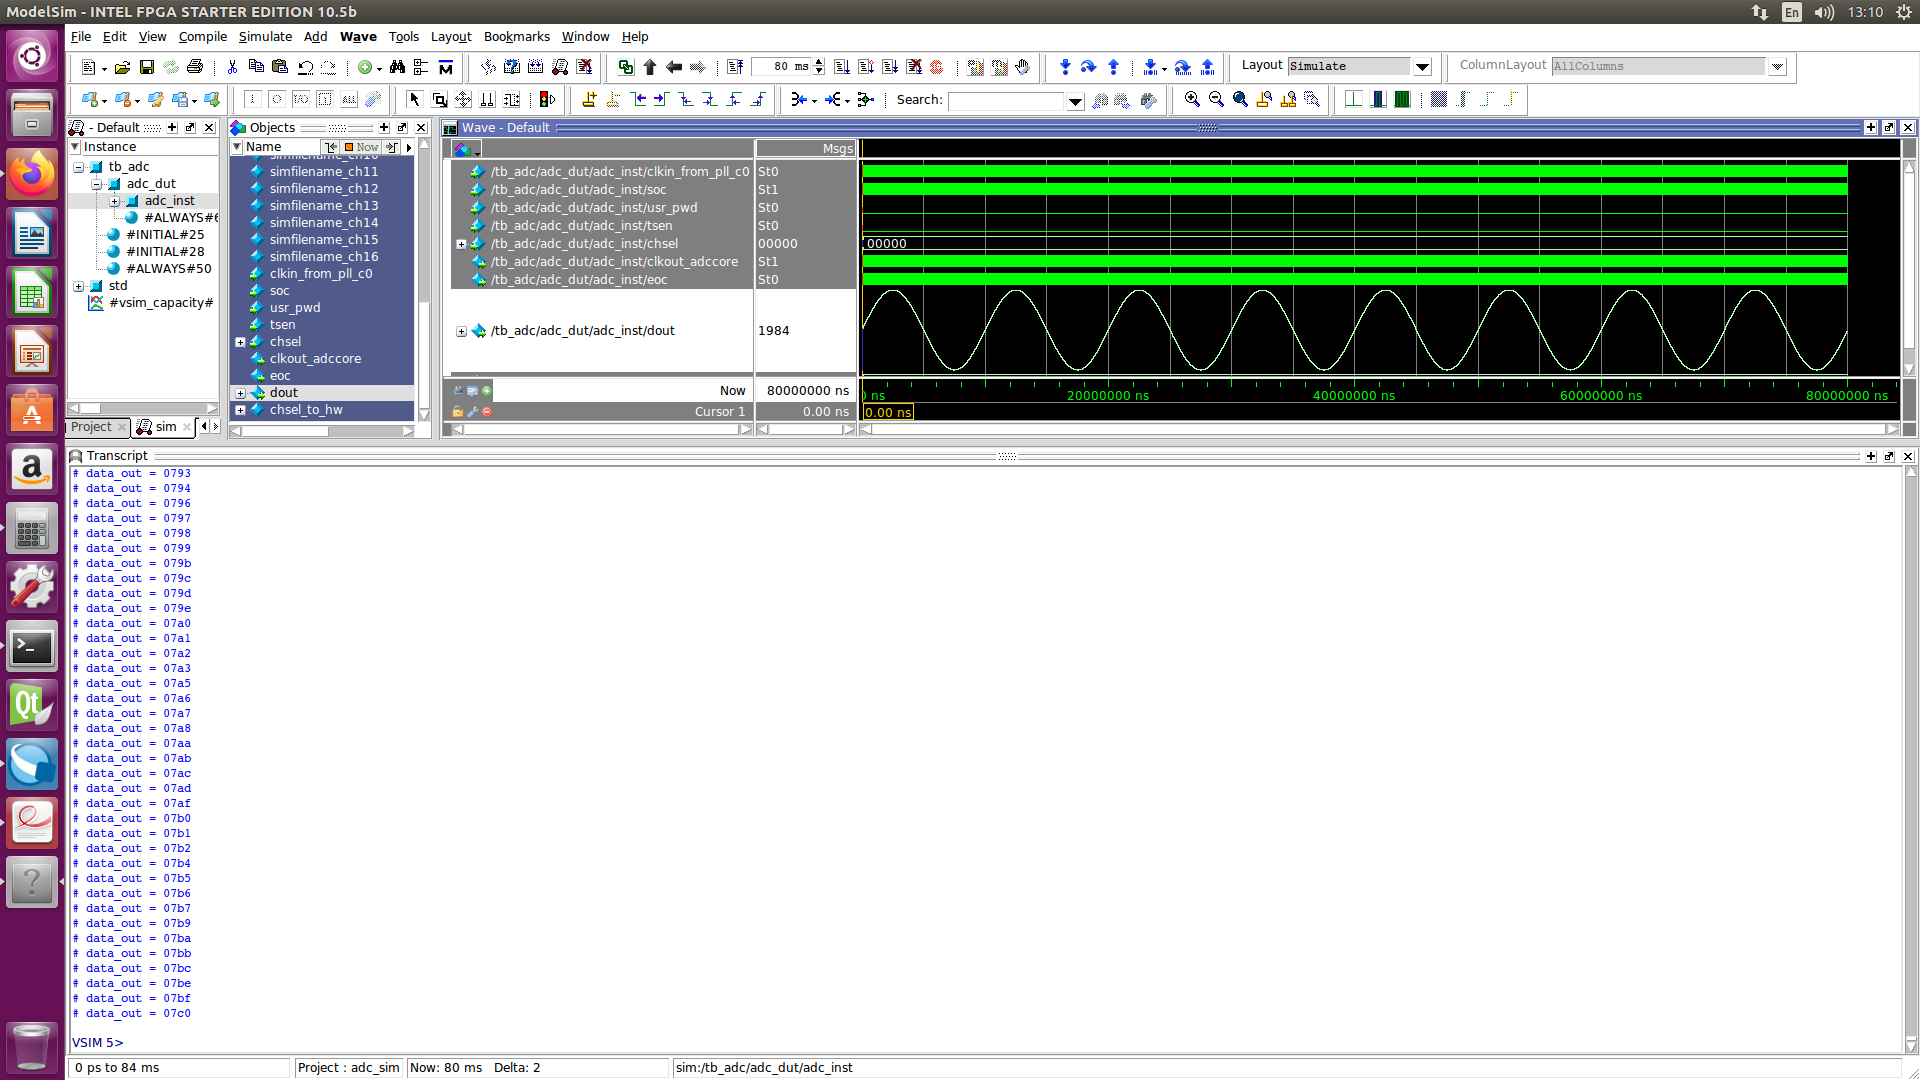 ModelSim - INTEL FPGA STARTER EDITION 10.5b
En 13:10
File Edit View Compile Simulate Add Wave Tools Layout Bookmarks Window Help
80 ms Layout Simulate ColumnLayout AllColumns
Search:
- Default
Instance
tb_adc
adc_dut
adc_inst
#ALWAYS#6
#INITIAL#25
#INITIAL#28
#ALWAYS#50
std
#vsim_capacity#
Project sim
Objects
Name Now
simfilename_ch10
simfilename_ch11
simfilename_ch12
simfilename_ch13
simfilename_ch14
simfilename_ch15
simfilename_ch16
clkin_from_pll_c0
soc
usr_pwd
tsen
chsel
clkout_adccore
eoc
dout
chsel_to_hw
Wave - Default
Msgs
/tb_adc/adc_dut/adc_inst/clkin_from_pll_c0 St0
/tb_adc/adc_dut/adc_inst/soc St1
/tb_adc/adc_dut/adc_inst/usr_pwd St0
/tb_adc/adc_dut/adc_inst/tsen St0
/tb_adc/adc_dut/adc_inst/chsel 00000 00000
/tb_adc/adc_dut/adc_inst/clkout_adccore St1
/tb_adc/adc_dut/adc_inst/eoc St0
/tb_adc/adc_dut/adc_inst/dout 1984
Now 80000000 ns ns 20000000 ns 40000000 ns 60000000 ns 80000000 ns
Cursor 1 0.00 ns 0.00 ns
Transcript
# data_out = 0793
# data_out = 0794
# data_out = 0796
# data_out = 0797
# data_out = 0798
# data_out = 0799
# data_out = 079b
# data_out = 079c
# data_out = 079d
# data_out = 079e
# data_out = 07a0
# data_out = 07a1
# data_out = 07a2
# data_out = 07a3
# data_out = 07a5
# data_out = 07a6
# data_out = 07a7
# data_out = 07a8
# data_out = 07aa
# data_out = 07ab
# data_out = 07ac
# data_out = 07ad
# data_out = 07af
# data_out = 07b0
# data_out = 07b1
# data_out = 07b2
# data_out = 07b4
# data_out = 07b5
# data_out = 07b6
# data_out = 07b7
# data_out = 07b9
# data_out = 07ba
# data_out = 07bb
# data_out = 07bc
# data_out = 07be
# data_out = 07bf
# data_out = 07c0
VSIM 5>
0 ps to 84 ms Project : adc_sim Now: 80 ms Delta: 2 sim:/tb_adc/adc_dut/adc_inst